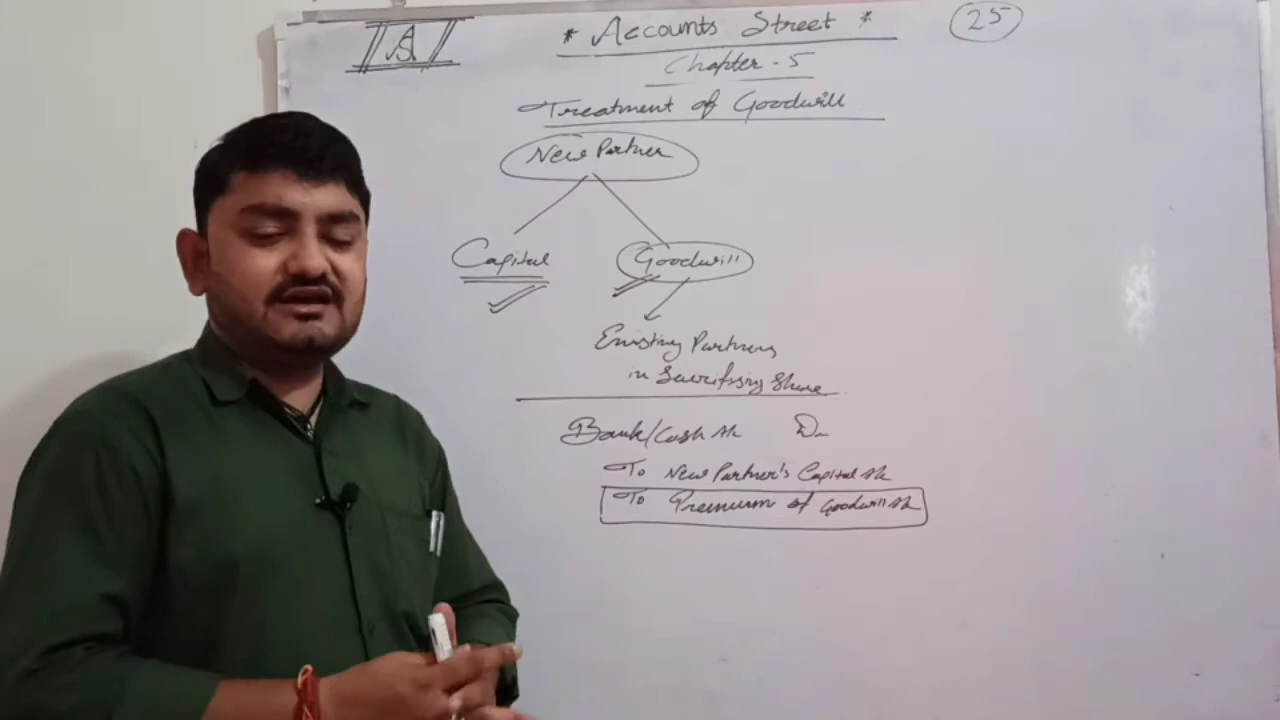 AS
* Accounts Street *
25
Chapter - 5
Treatment of Goodwill
New Partner
Capital
Goodwill
Existing Partners
in Sacrificing Share
Bank/Cash A/c Dr
To New Partner's Capital A/c
To Premium of Goodwill A/c